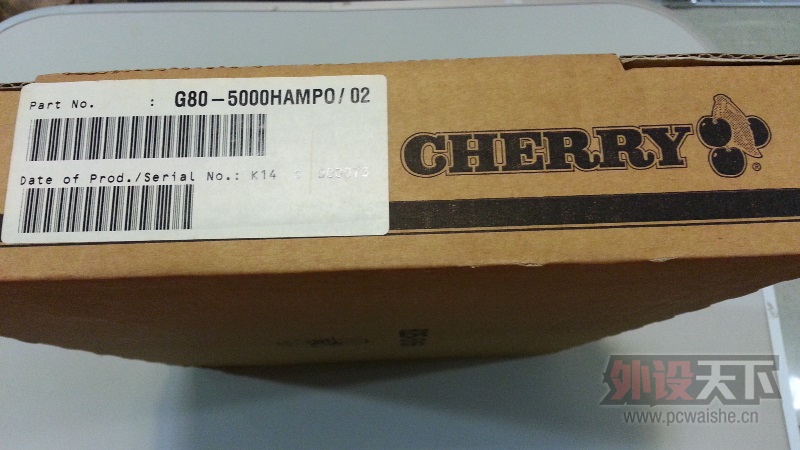 Part No. : G80-5000HAMPO/02
Date of Prod./Serial No.: K14
CHERRY
®
外设天下
www.pcwaishe.cn